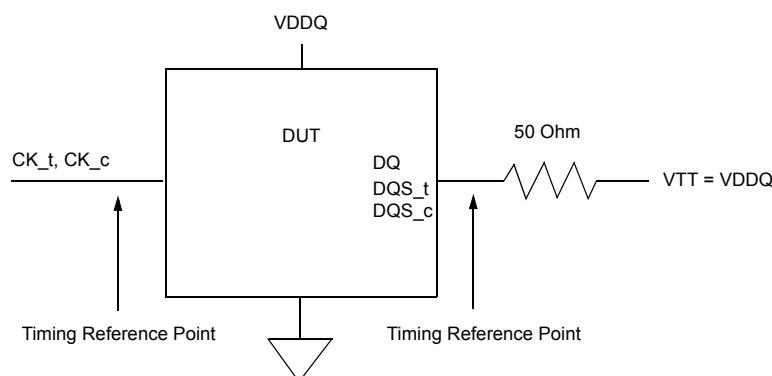 VDDQ
DUT
50 Ohm
CK_t, CK_c
DQ
DQS_t
DQS_c
VTT = VDDQ
Timing Reference Point
Timing Reference Point